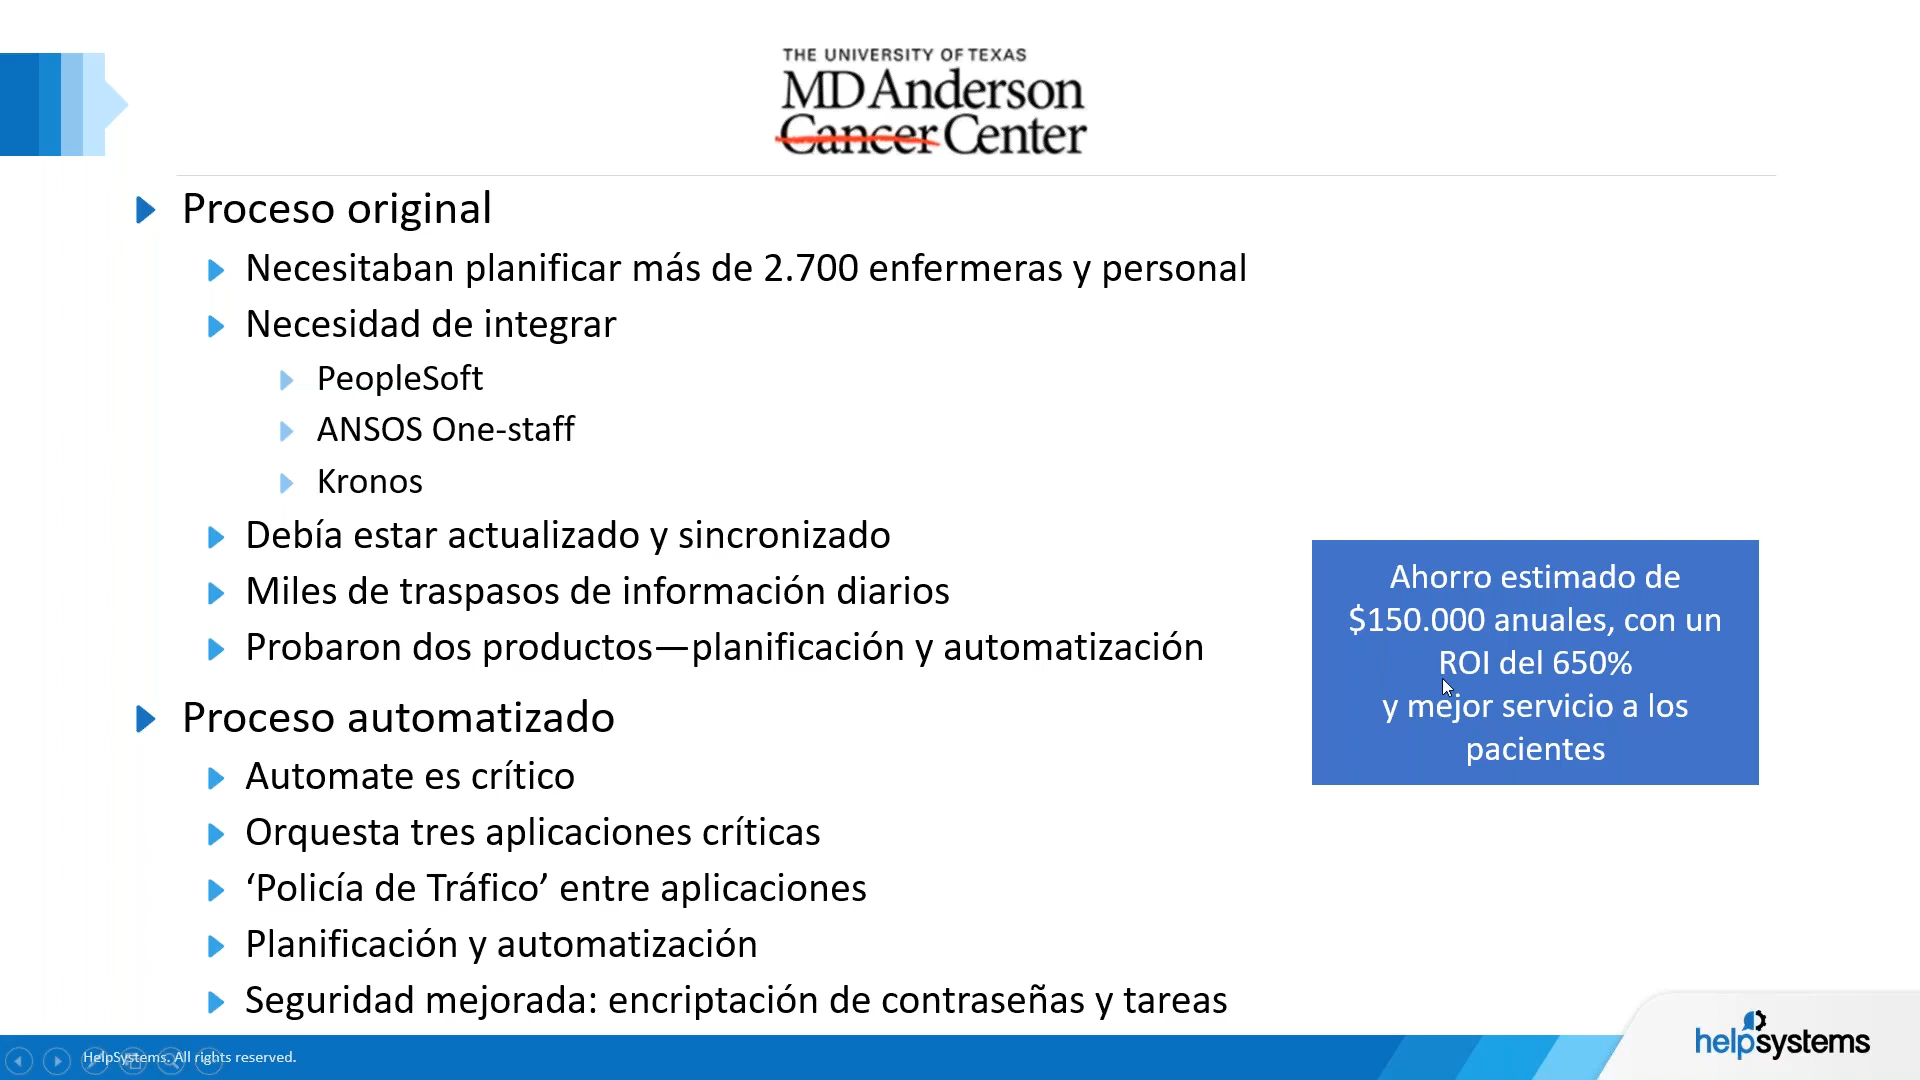 THE UNIVERSITY OF TEXAS
MD Anderson
Cancer Center
Proceso original
Necesitaban planificar más de 2.700 enfermeras y personal
Necesidad de integrar
PeopleSoft
ANSOS One-staff
Kronos
Debía estar actualizado y sincronizado
Miles de traspasos de información diarios
Probaron dos productos—planificación y automatización
Ahorro estimado de
$150.000 anuales, con un
ROI del 650%
y mejor servicio a los
pacientes
Proceso automatizado
Automate es crítico
Orquesta tres aplicaciones críticas
‘Policía de Tráfico’ entre aplicaciones
Planificación y automatización
Seguridad mejorada: encriptación de contraseñas y tareas
HelpSystems. All rights reserved.
helpsystems